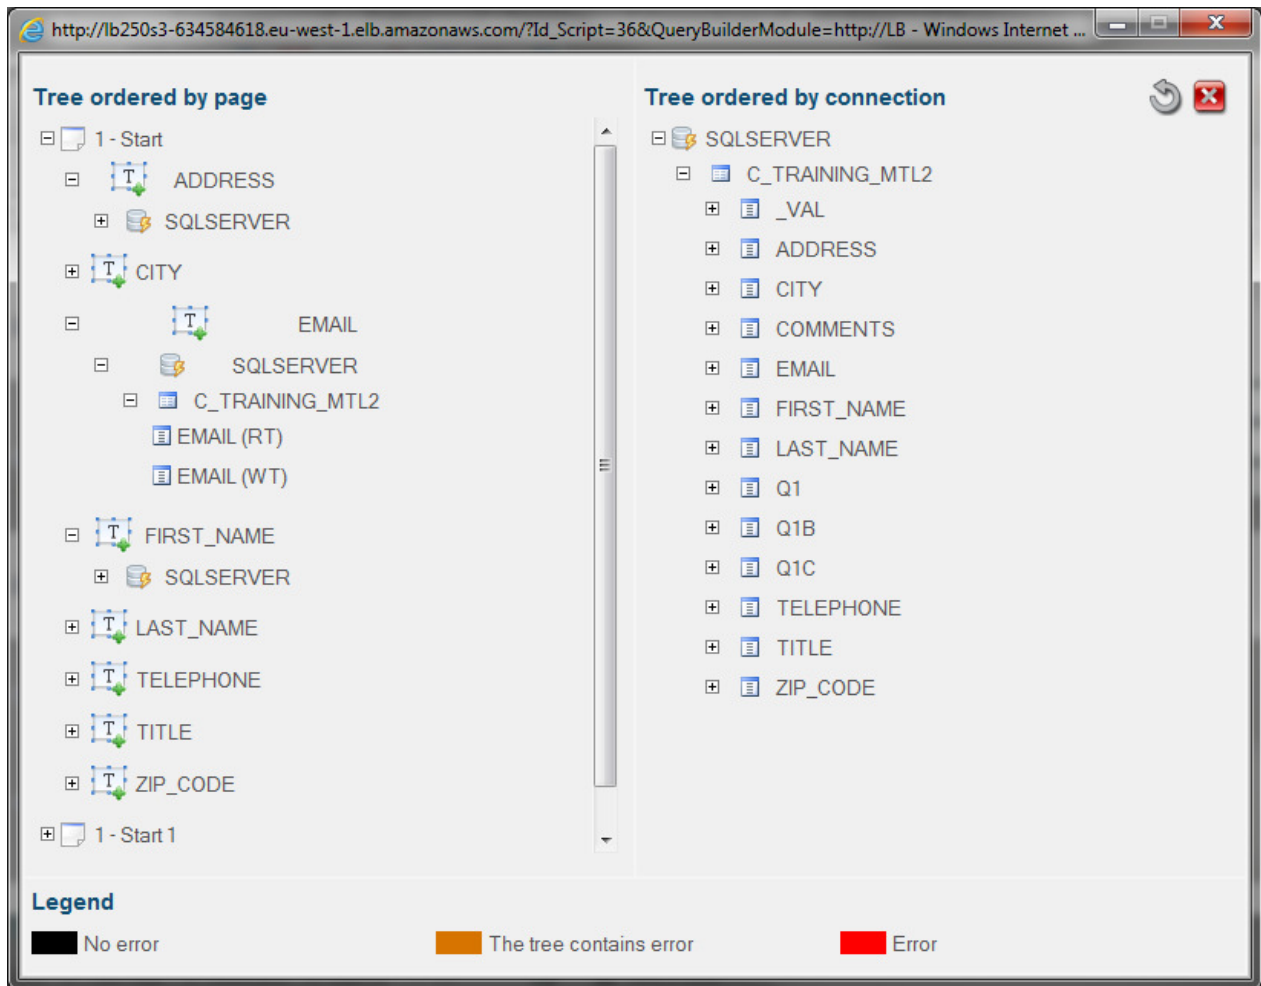 http://lb250s3-634584618.eu-west-1.elb.amazonaws.com/?Id_Script=36&QueryBuilderModule=http://LB - Windows Internet ...
Tree ordered by page
1 - Start
ADDRESS
SQLSERVER
CITY
EMAIL
SQLSERVER
C_TRAINING_MTL2
EMAIL (RT)
EMAIL (WT)
FIRST_NAME
SQLSERVER
LAST_NAME
TELEPHONE
TITLE
ZIP_CODE
1 - Start 1
Tree ordered by connection
SQLSERVER
C_TRAINING_MTL2
_VAL
ADDRESS
CITY
COMMENTS
EMAIL
FIRST_NAME
LAST_NAME
Q1
Q1B
Q1C
TELEPHONE
TITLE
ZIP_CODE
Legend
No error
The tree contains error
Error